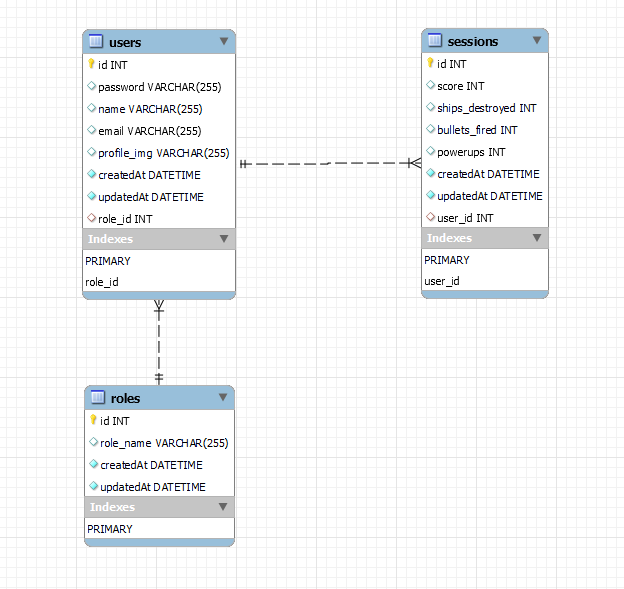 users
id INT
password VARCHAR(255)
name VARCHAR(255)
email VARCHAR(255)
profile_img VARCHAR(255)
createdAt DATETIME
updatedAt DATETIME
role_id INT
Indexes
PRIMARY
role_id
sessions
id INT
score INT
ships_destroyed INT
bullets_fired INT
powerups INT
createdAt DATETIME
updatedAt DATETIME
user_id INT
Indexes
PRIMARY
user_id
roles
id INT
role_name VARCHAR(255)
createdAt DATETIME
updatedAt DATETIME
Indexes
PRIMARY